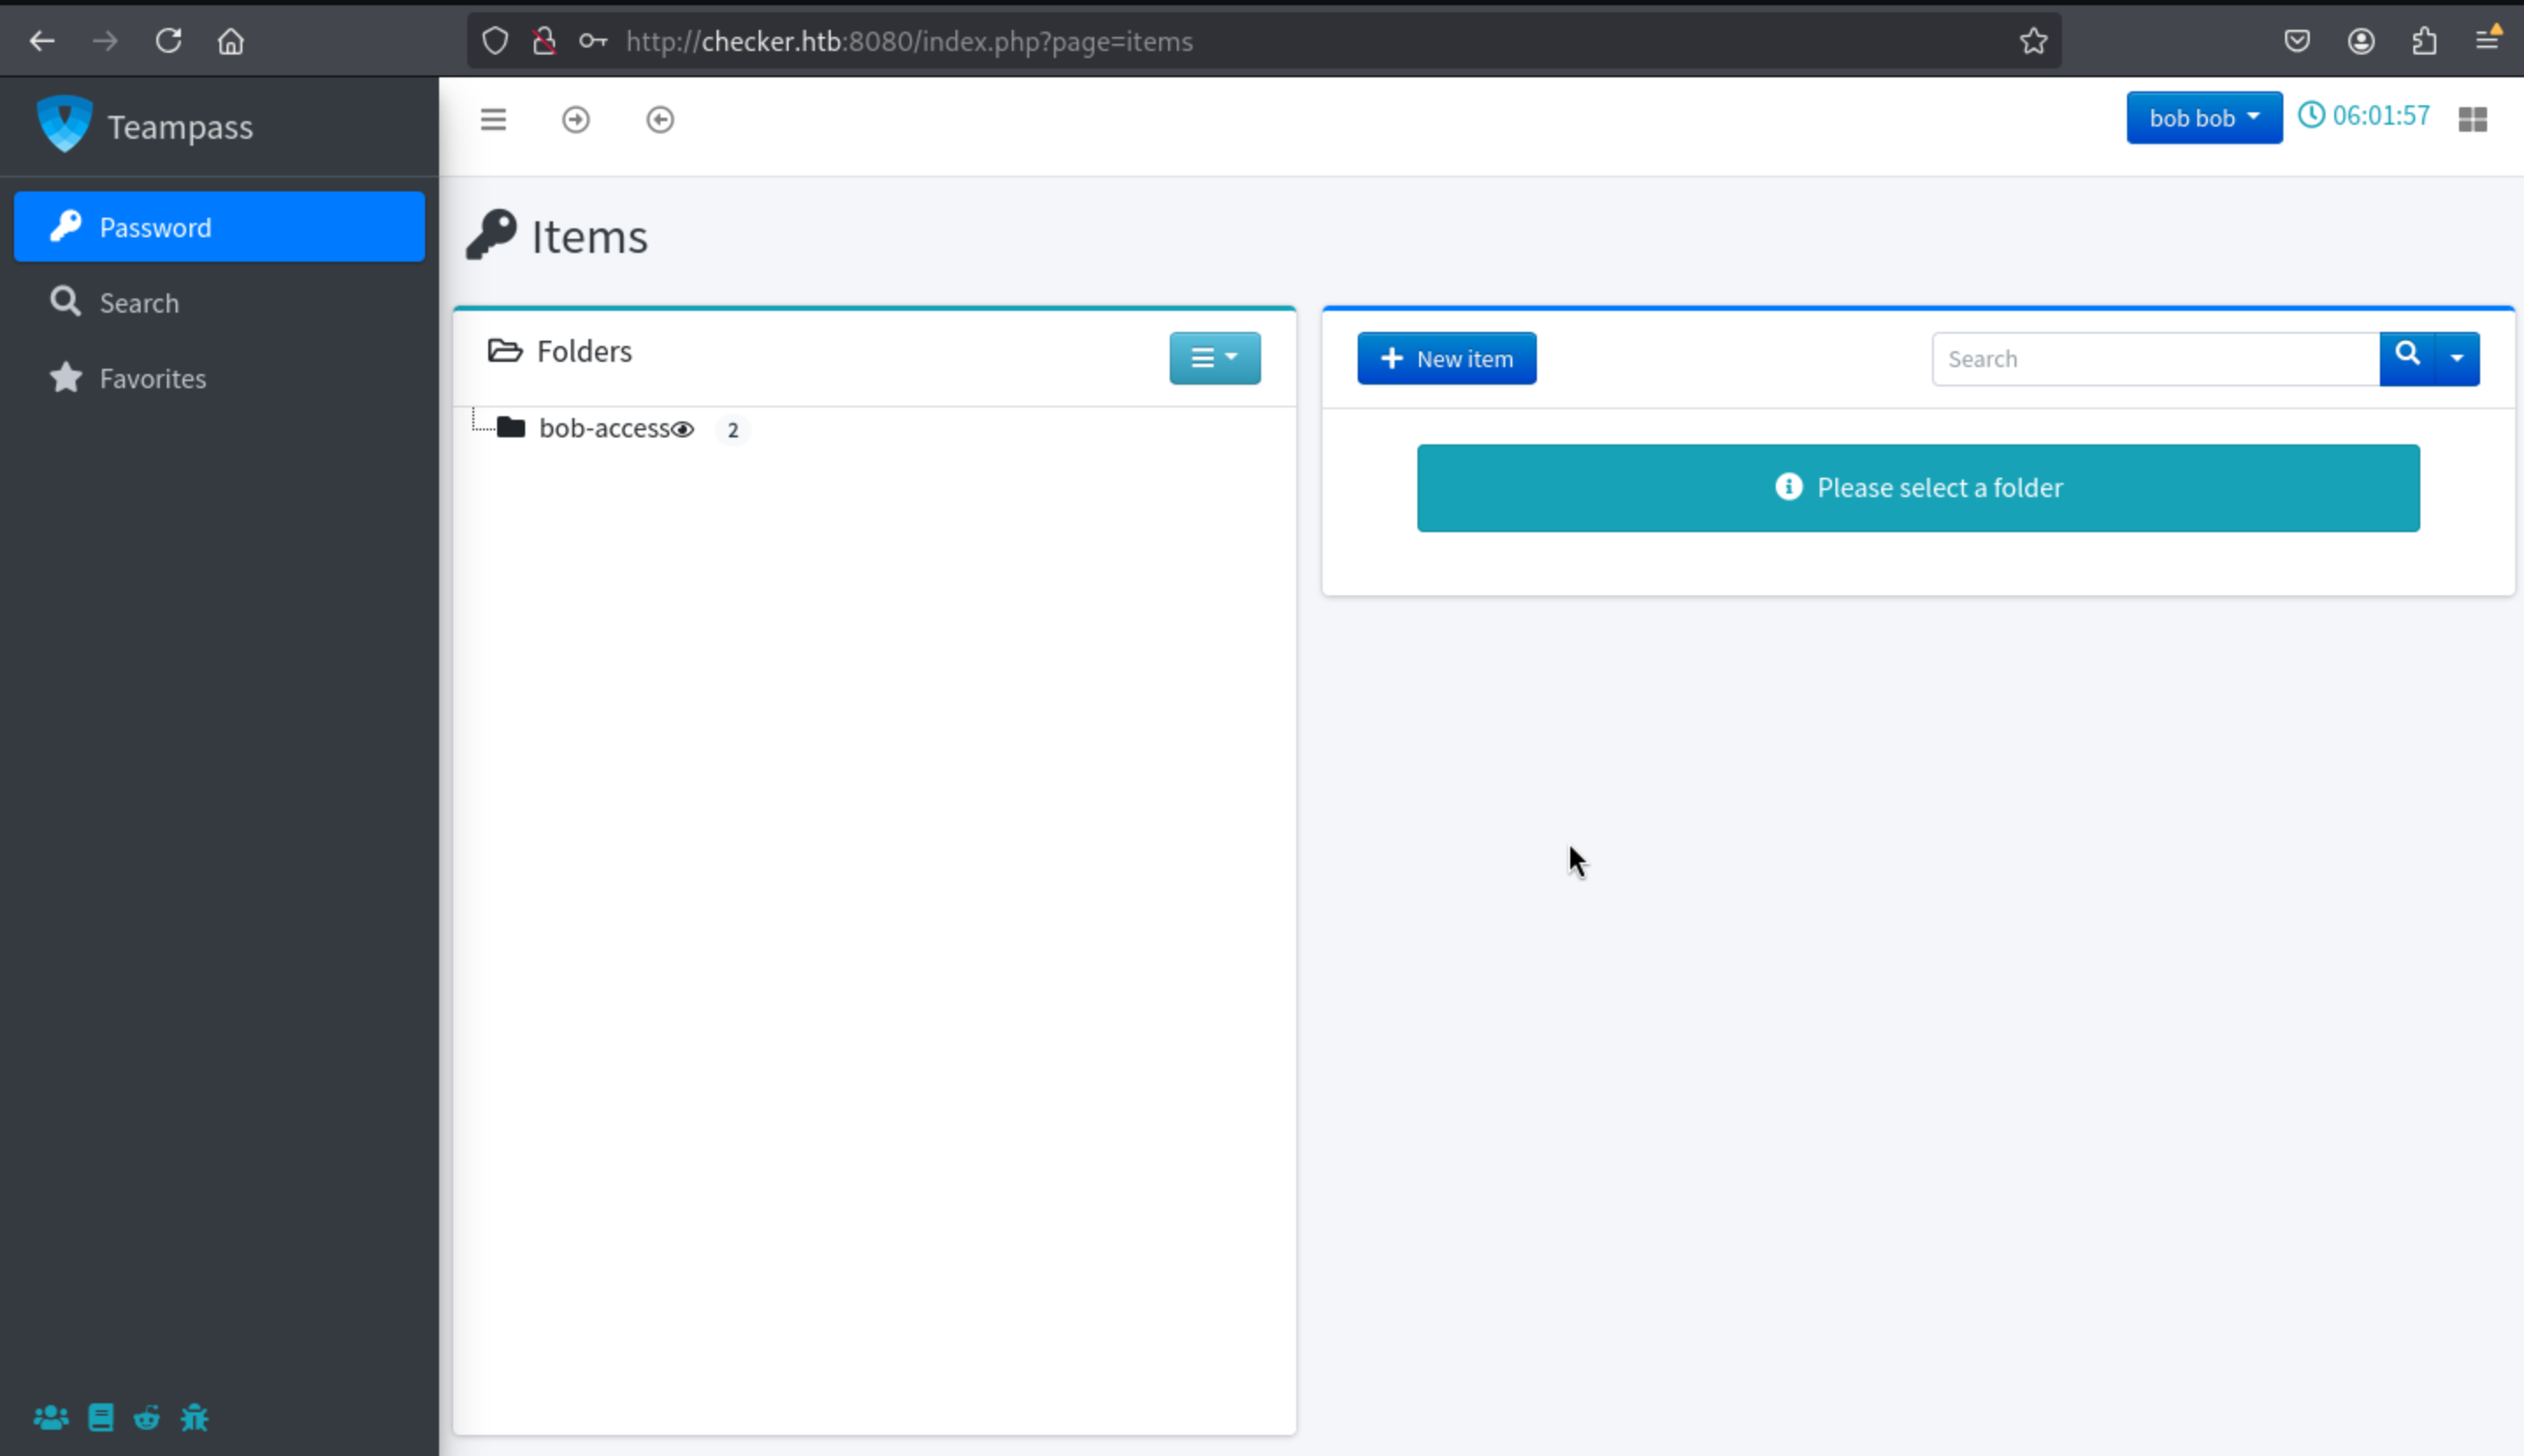 http://checker.htb:8080/index.php?page=items
Teampass
bob bob
06:01:57
Password
Search
Favorites
Items
Folders
bob-access 2
New item
Search
Please select a folder